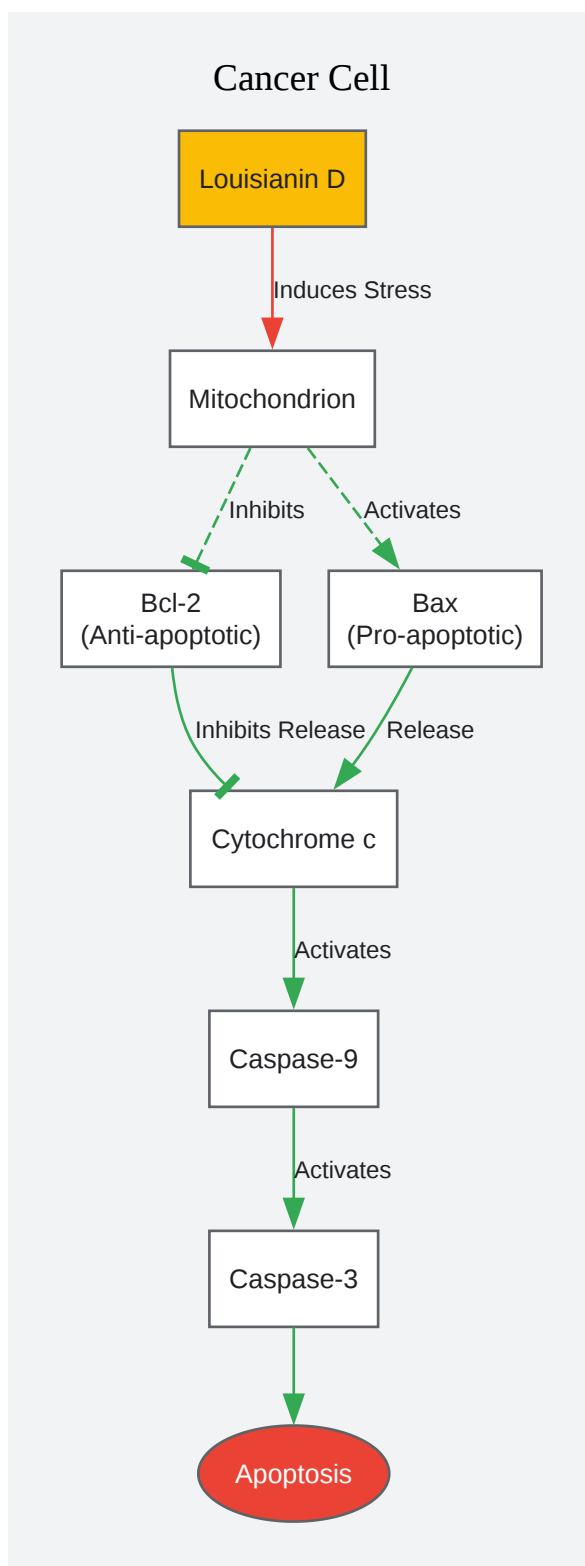 Cancer Cell
Louisianin D
Induces Stress
Mitochondrion
Inhibits
Activates
Bcl-2
(Anti-apoptotic)
Bax
(Pro-apoptotic)
Inhibits Release
Release
Cytochrome c
Activates
Caspase-9
Activates
Caspase-3
Apoptosis